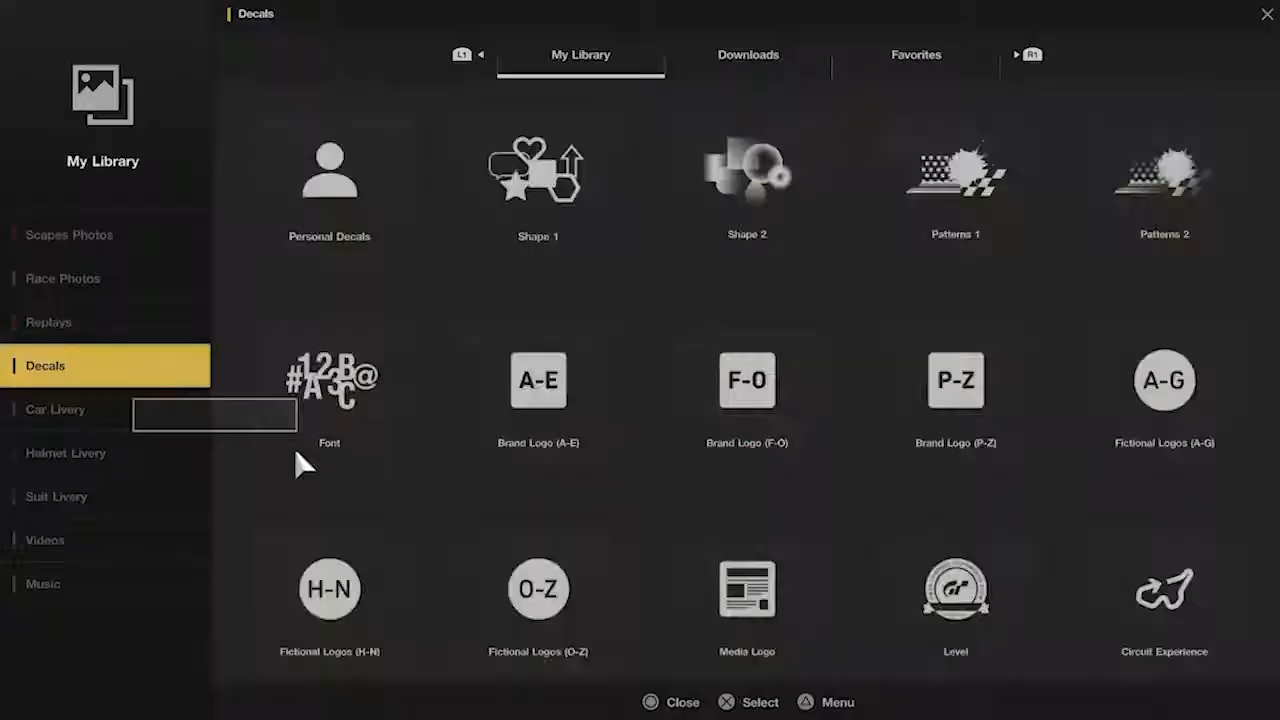 Decals
L1
My Library
Downloads
Favorites
R1
My Library
Scapes Photos
Race Photos
Replays
Decals
Car Livery
Helmet Livery
Suit Livery
Videos
Music
Personal Decals
Shape 1
Shape 2
Patterns 1
Patterns 2
#123ABC@
Font
A-E
Brand Logo (A-E)
F-O
Brand Logo (F-O)
P-Z
Brand Logo (P-Z)
A-G
Fictional Logos (A-G)
H-N
Fictional Logos (H-N)
O-Z
Fictional Logos (O-Z)
Media Logo
GT
Level
Circuit Experience
Close
Select
Menu